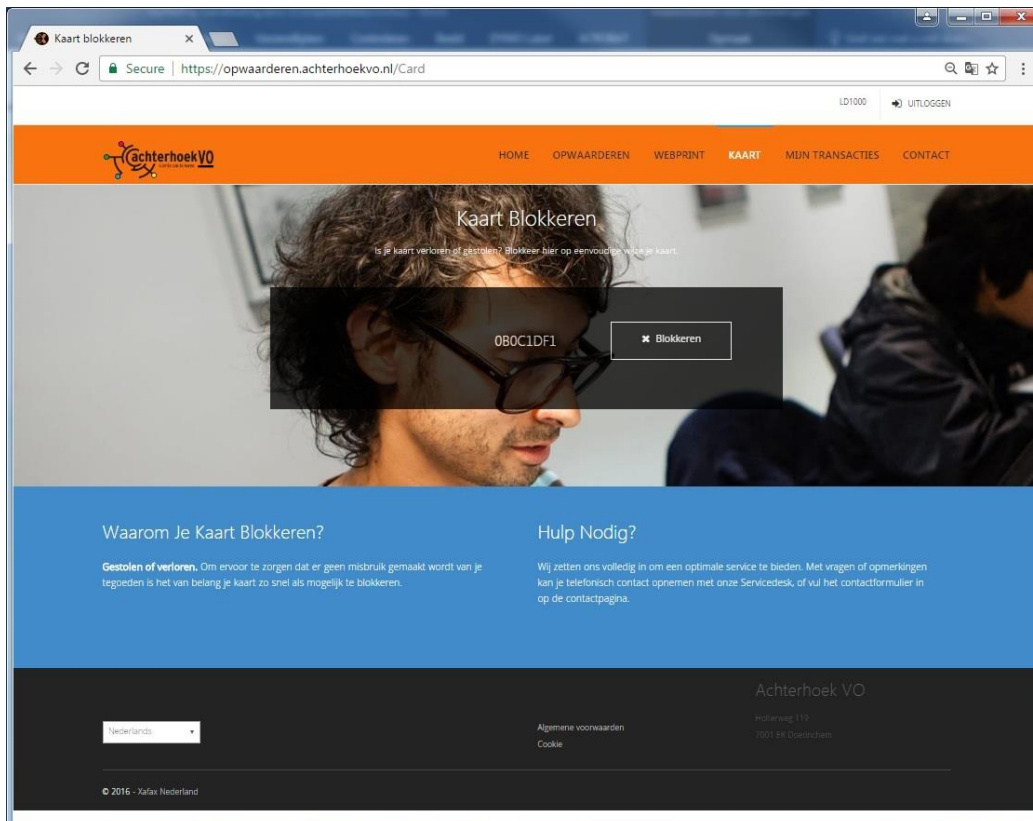 Kaart blokkeren
Secure | https://opwaarderen.achterhoekvo.nl/Card
LD1000 UITLOGGEN
achterhoekVO
HOME OPWAARDEREN WEBPRINT KAART MIJN TRANSACTIES CONTACT
Kaart Blokkeren
Is je kaart verloren of gestolen? Blokkeer hier op eenvoudige wijze je kaart.
0B0C1DF1 Blokkeren
Waarom Je Kaart Blokkeren?
Gestolen of verloren. Om ervoor te zorgen dat er geen misbruik gemaakt wordt van je
tegoeden is het van belang je kaart zo snel als mogelijk te blokkeren.
Hulp Nodig?
Wij zetten ons volledig in om een optimale service te bieden. Met vragen of opmerkingen
kan je telefonisch contact opnemen met onze Servicedesk, of vul het contactformulier in
op de contactpagina.
Nederlands
Algemene voorwaarden
Cookie
Achterhoek VO
119
7001 EK Doetinchem
© 2016 - Xafax Nederland